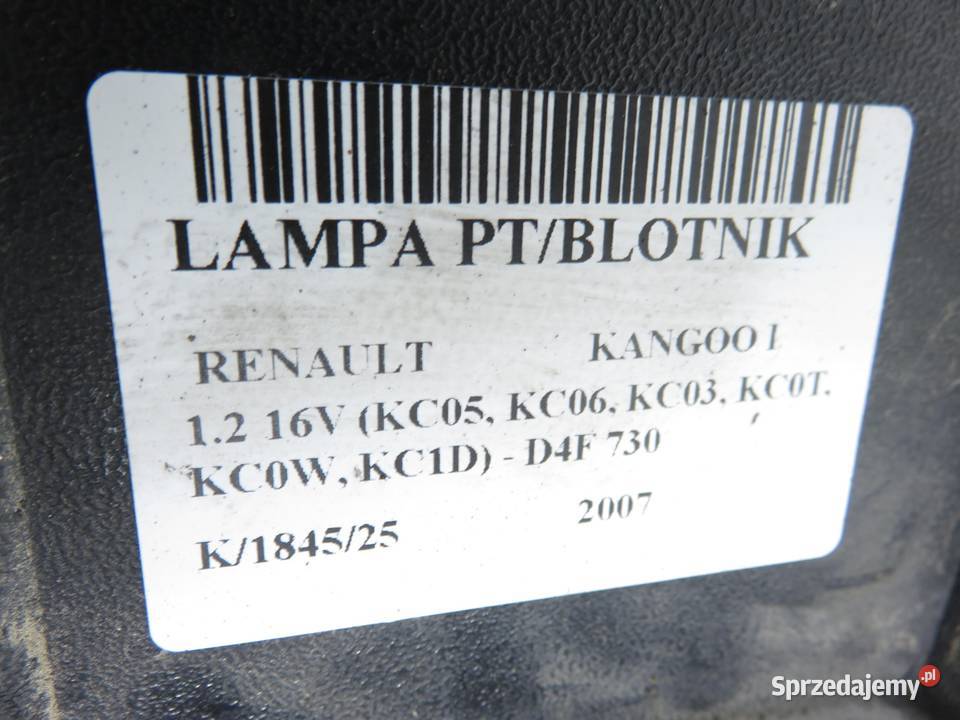 LAMPA PT/BLOTNIK
RENAULT KANGOO I
1.2 16V (KC05, KC06, KC03, KC0T,
KC0W, KC1D) - D4F 730
K/1845/25 2007
Sprzedajemy.pl